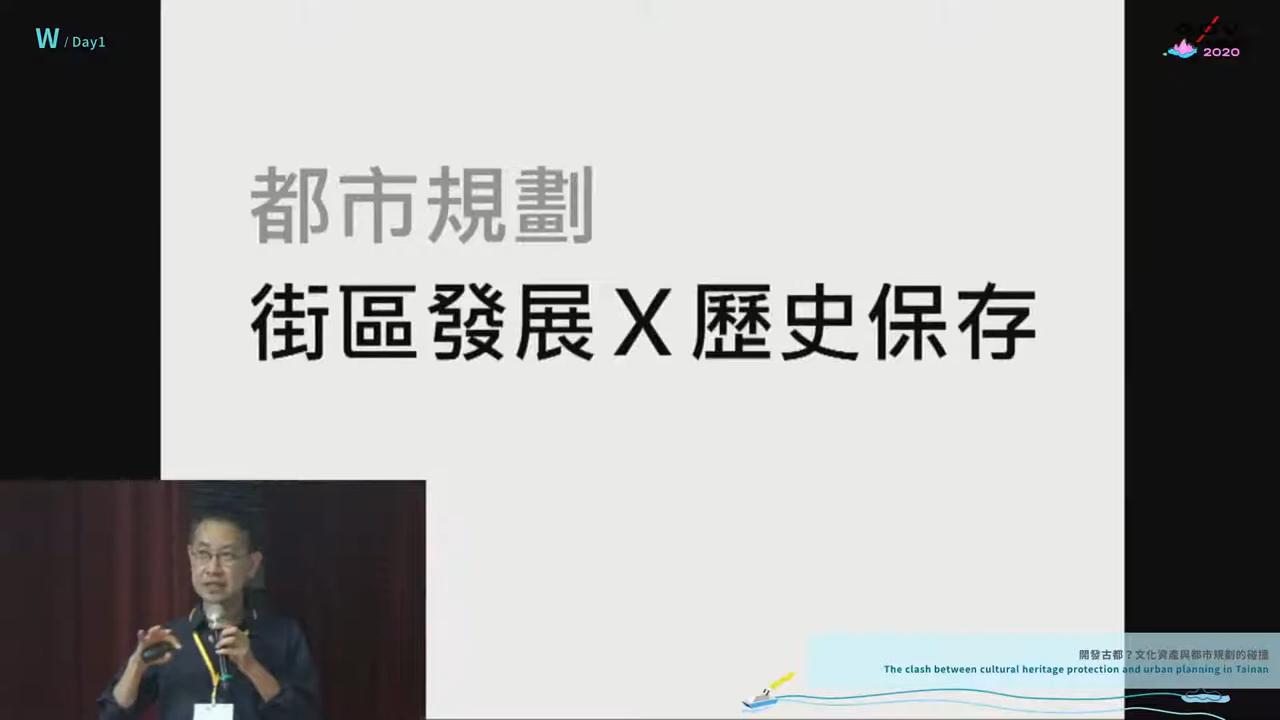 W / Day1
2020
都市規劃
街區發展X歷史保存
開發古都？文化資產與都市規劃的碰撞
The clash between cultural heritage protection and urban planning in Tainan